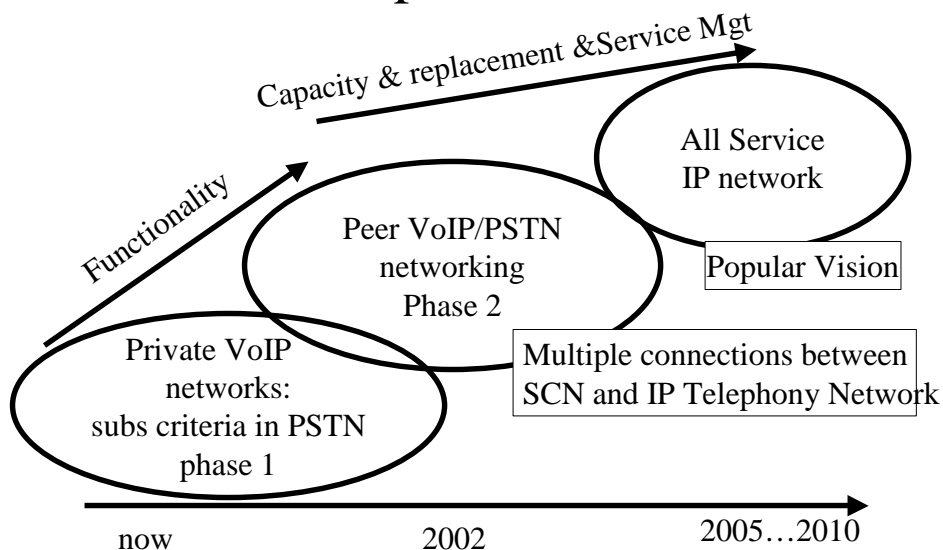 Capacity & replacement &Service Mgt
All Service
IP network
Functionality
Peer VoIP/PSTN
networking
Phase 2
Popular Vision
Private VoIP
networks:
subs criteria in PSTN
phase 1
Multiple connections between
SCN and IP Telephony Network
now
2002
2005…2010